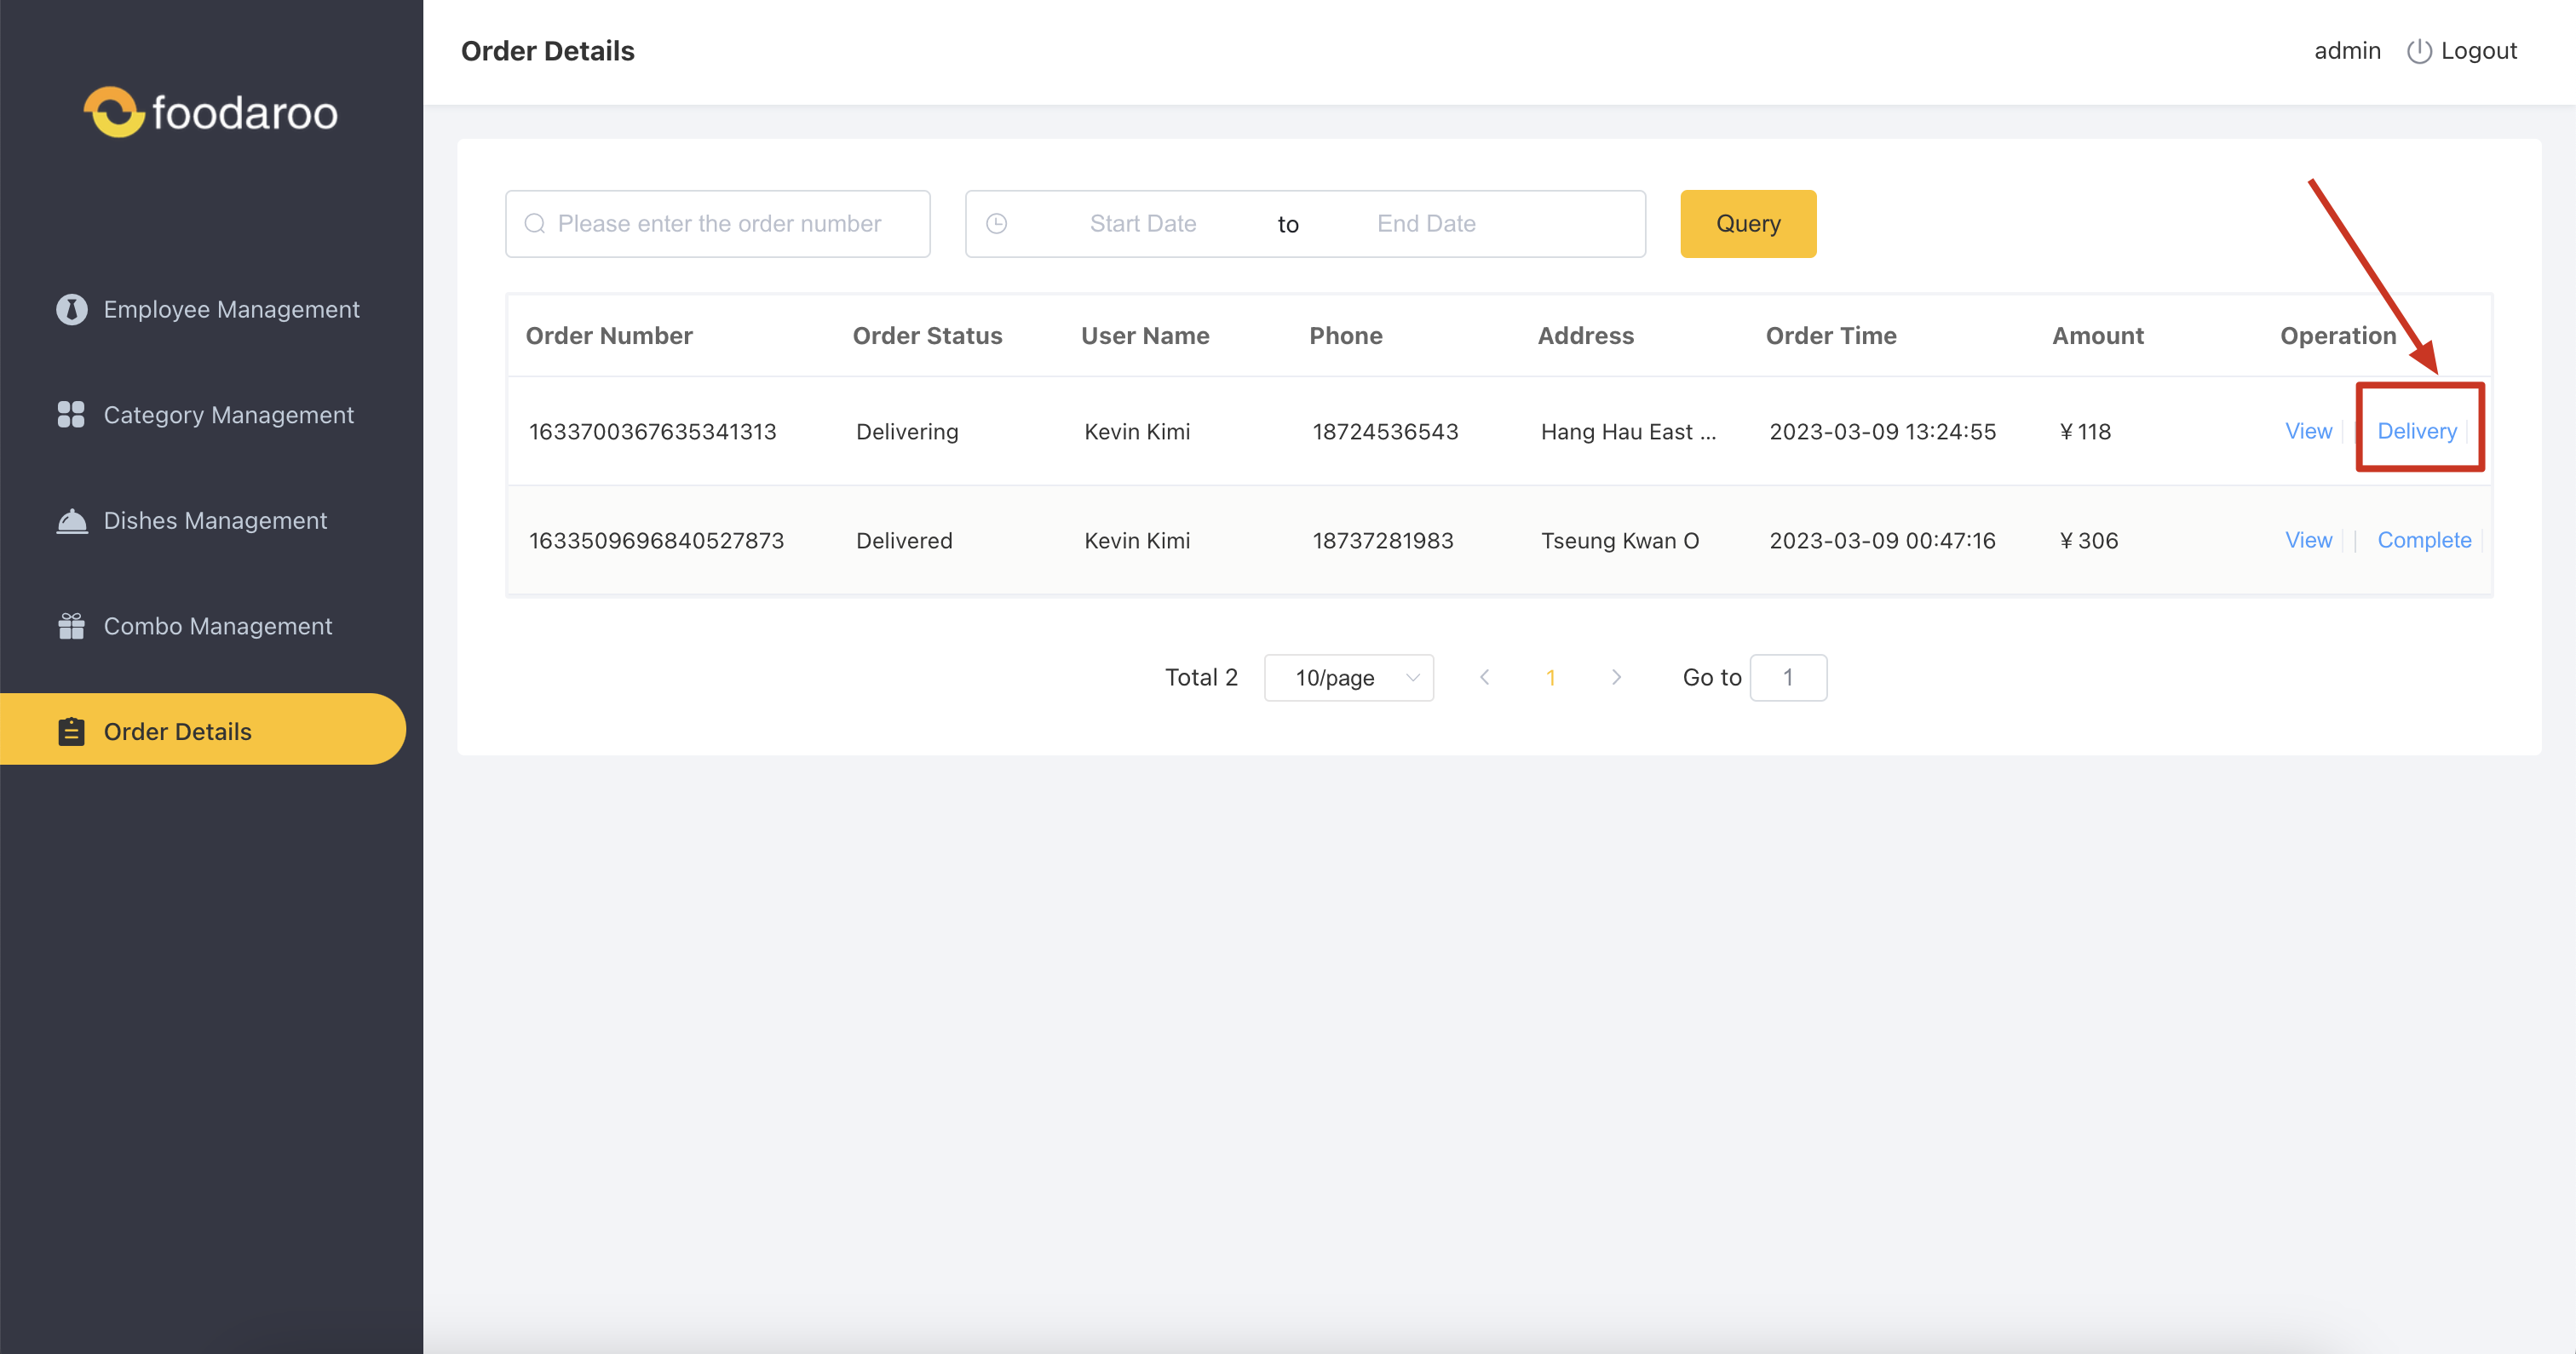 foodaroo
Employee Management
Category Management
Dishes Management
Combo Management
Order Details
Order Details
admin Logout
Please enter the order number Start Date to End Date Query
Order Number Order Status User Name Phone Address Order Time Amount Operation
1633700367635341313 Delivering Kevin Kimi 18724536543 Hang Hau East ... 2023-03-09 13:24:55 ¥ 118 View Delivery
1633509696840527873 Delivered Kevin Kimi 18737281983 Tseung Kwan O 2023-03-09 00:47:16 ¥ 306 View | Complete
Total 2 10/page < 1 > Go to 1